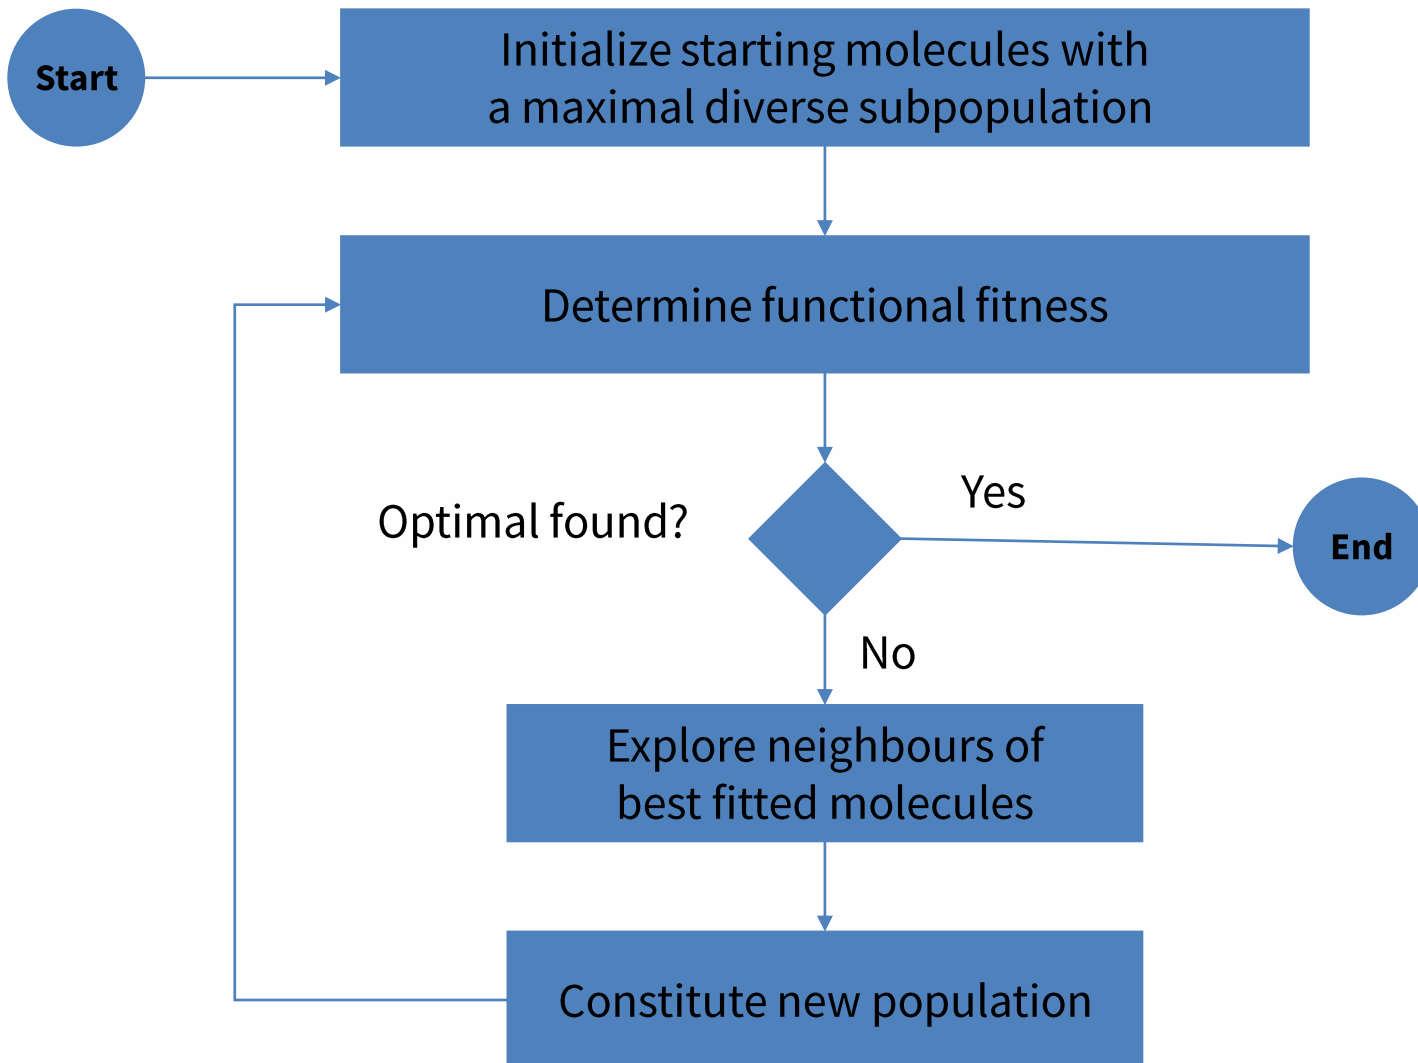 Start
Initialize starting molecules with
a maximal diverse subpopulation
Determine functional fitness
Optimal found?
Yes
End
No
Explore neighbours of
best fitted molecules
Constitute new population